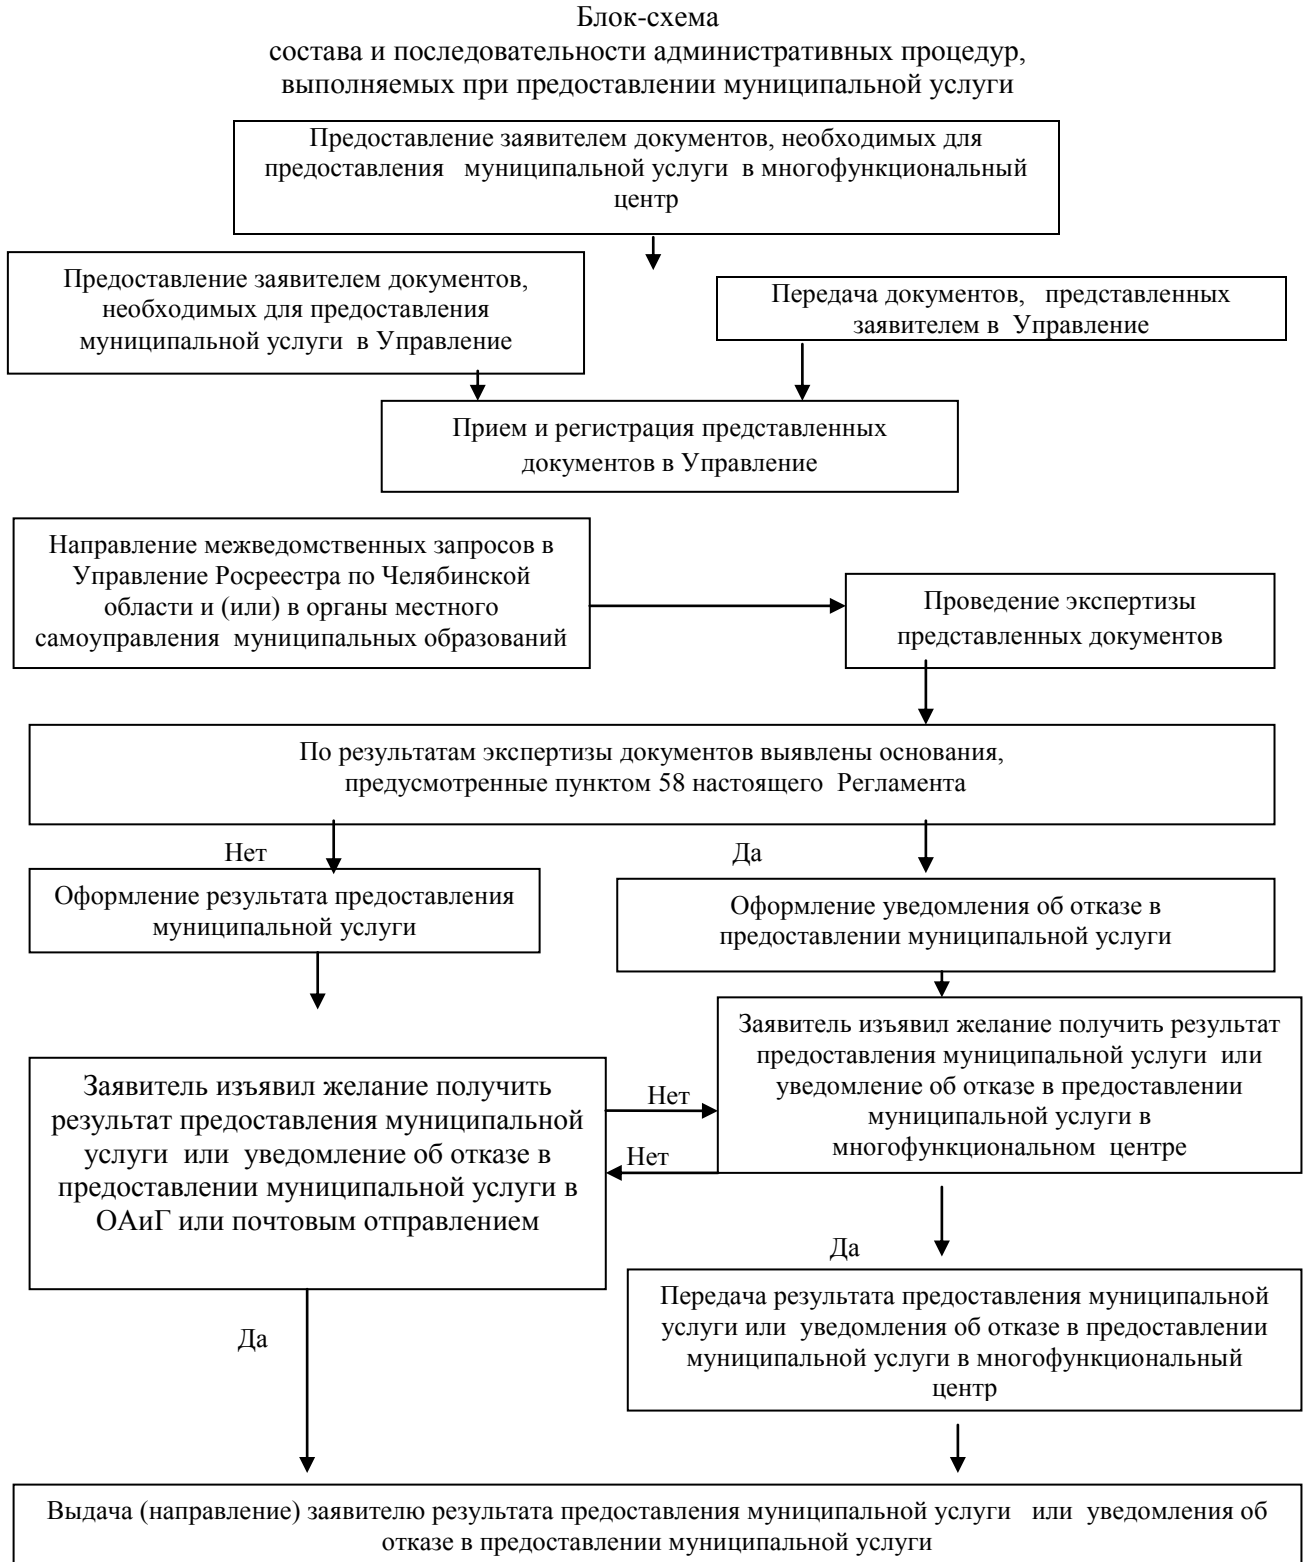 Блок-схема
состава и последовательности административных процедур,
выполняемых при предоставлении муниципальной услуги
Предоставление заявителем документов, необходимых для
предоставления муниципальной услуги в многофункциональный
центр
Предоставление заявителем документов,
необходимых для предоставления
муниципальной услуги в Управление
Передача документов, представленных
заявителем в Управление
Прием и регистрация представленных
документов в Управление
Направление межведомственных запросов в
Управление Росреестра по Челябинской
области и (или) в органы местного
самоуправления муниципальных образований
Проведение экспертизы
представленных документов
По результатам экспертизы документов выявлены основания,
предусмотренные пунктом 58 настоящего Регламента
Нет
Да
Оформление результата предоставления
муниципальной услуги
Оформление уведомления об отказе в
предоставлении муниципальной услуги
Заявитель изъявил желание получить
результат предоставления муниципальной
услуги или уведомление об отказе в
предоставлении муниципальной услуги в
ОАиГ или почтовым отправлением
Нет
Нет
Заявитель изъявил желание получить результат
предоставления муниципальной услуги или
уведомление об отказе в предоставлении
муниципальной услуги в
многофункциональном центре
Да
Да
Передача результата предоставления муниципальной
услуги или уведомления об отказе в предоставлении
муниципальной услуги в многофункциональный
центр
Выдача (направление) заявителю результата предоставления муниципальной услуги или уведомления об
отказе в предоставлении муниципальной услуги